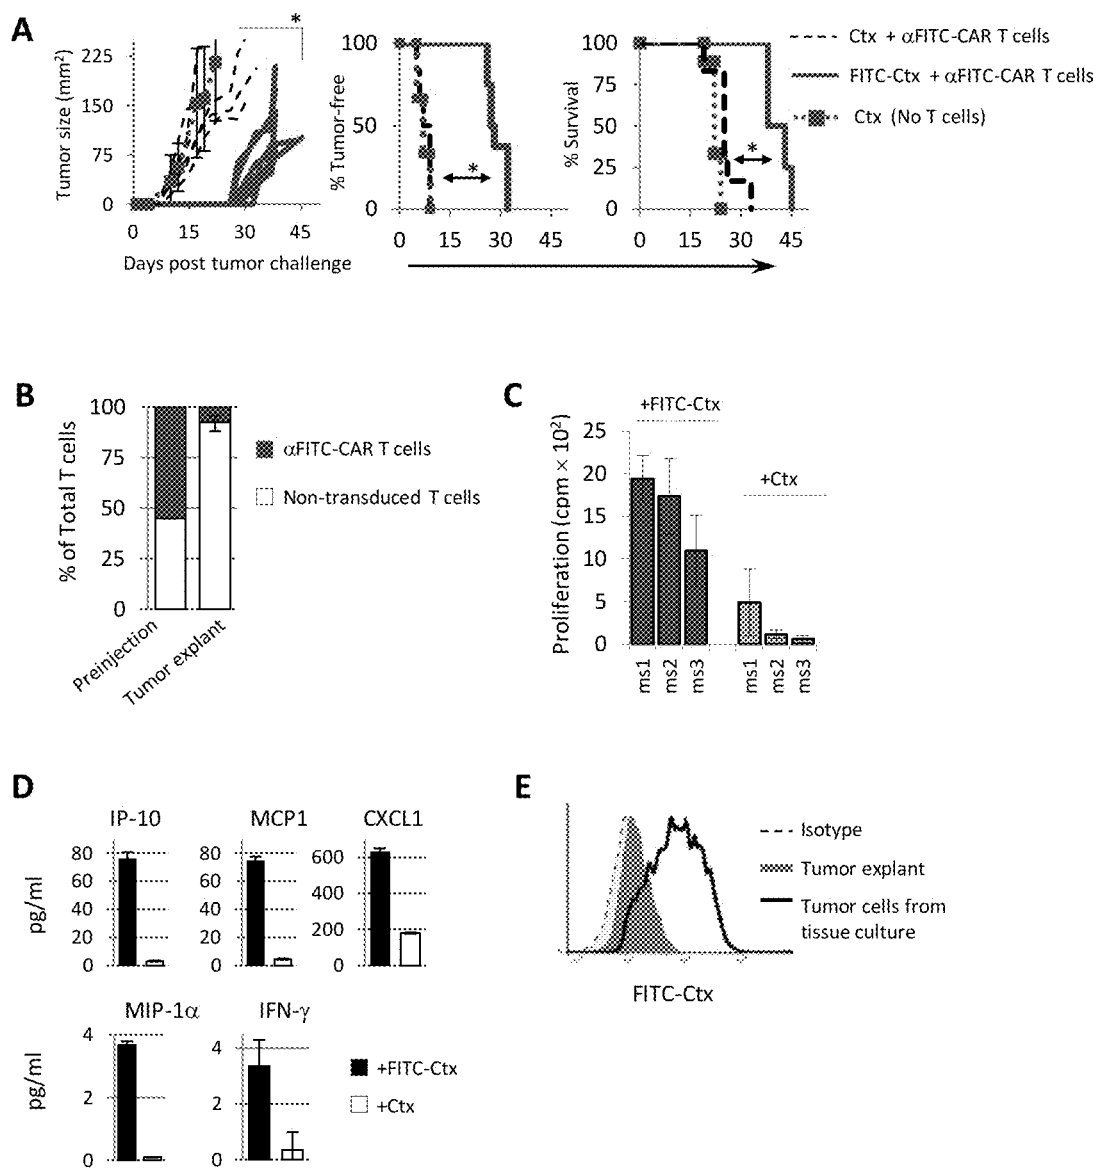 A
*
225
150
75
0
Tumor size (mm²)
0 15 30 45
Days post tumor challenge
100
50
0
% Tumor-free
*
0 15 30 45
100
75
50
25
0
% Survival
*
0 15 30 45
Ctx + αFITC-CAR T cells
FITC-Ctx + αFITC-CAR T cells
Ctx (No T cells)
B
100
75
50
25
0
% of Total T cells
Preinjection
Tumor explant
αFITC-CAR T cells
Non-transduced T cells
C
+FITC-Ctx
+Ctx
25
20
15
10
5
0
Proliferation (cpm × 10²)
ms1 ms2 ms3 ms1 ms2 ms3
D
IP-10
80
60
40
20
0
pg/ml
MCP1
80
60
40
20
0
CXCL1
600
400
200
0
MIP-1α
4
2
0
pg/ml
IFN-γ
4
2
0
+FITC-Ctx
+Ctx
E
Isotype
Tumor explant
Tumor cells from
tissue culture
FITC-Ctx